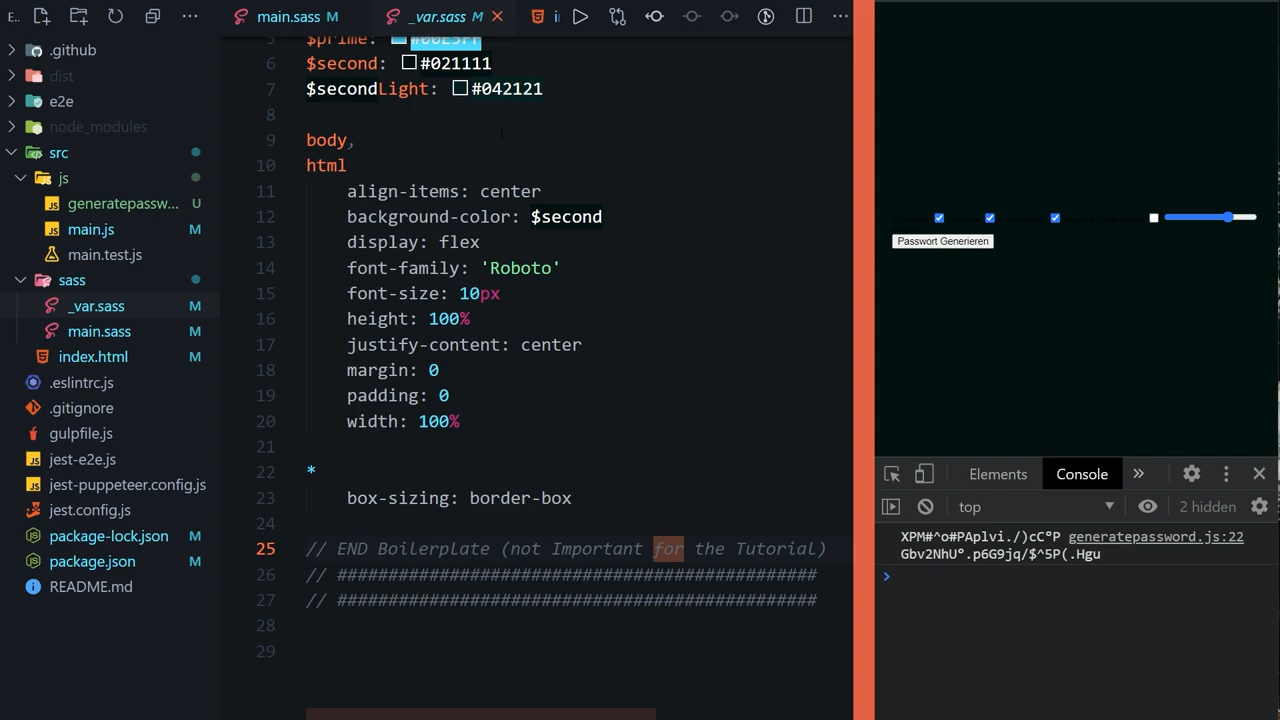 E..
main.sass M
_var.sass M
$prime: #00E5FF
6 $second: #021111
7 $secondLight: #042121
8
9 body,
10 html
11 align-items: center
12 background-color: $second
13 display: flex
14 font-family: 'Roboto'
15 font-size: 10px
16 height: 100%
17 justify-content: center
18 margin: 0
19 padding: 0
20 width: 100%
21
22 *
23 box-sizing: border-box
24
25 // END Boilerplate (not Important for the Tutorial)
26 // ###############################################
27 // ###############################################
28
29
.github
dist
e2e
node_modules
src
js
generatepassw... U
main.js M
main.test.js
sass
_var.sass M
main.sass M
index.html M
.eslintrc.js
.gitignore
gulpfile.js
jest-e2e.js
jest-puppeteer.config.js
jest.config.js
package-lock.json M
package.json M
README.md
Passwort Generieren
Elements Console
top 2 hidden
XPM#^o#PAplvi./)cC°P generatepassword.js:22
Gbv2NhU°.p6G9jq/$^5P(.Hgu